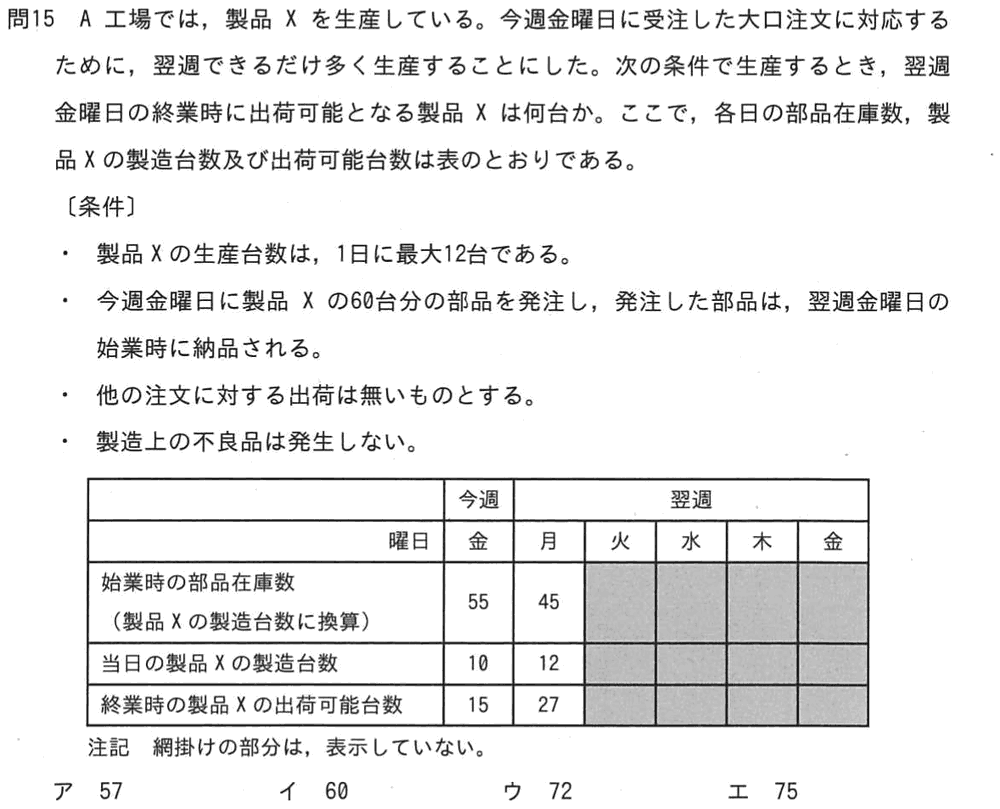 問15 A 工場では，製品 X を生産している。今週金曜日に受注した大口注文に対応する
ために，翌週できるだけ多く生産することにした。次の条件で生産するとき，翌週
金曜日の終業時に出荷可能となる製品 X は何台か。ここで，各日の部品在庫数，製
品 X の製造台数及び出荷可能台数は表のとおりである。
〔条件〕
・ 製品 X の生産台数は，1日に最大12台である。
・ 今週金曜日に製品 X の60台分の部品を発注し，発注した部品は，翌週金曜日の
始業時に納品される。
・ 他の注文に対する出荷は無いものとする。
・ 製造上の不良品は発生しない。
今週 翌週
曜日 金 月 火 水 木 金
始業時の部品在庫数
（製品 X の製造台数に換算） 55 45
当日の製品 X の製造台数 10 12
終業時の製品 X の出荷可能台数 15 27
注記 網掛けの部分は，表示していない。
ア 57 イ 60 ウ 72 エ 75